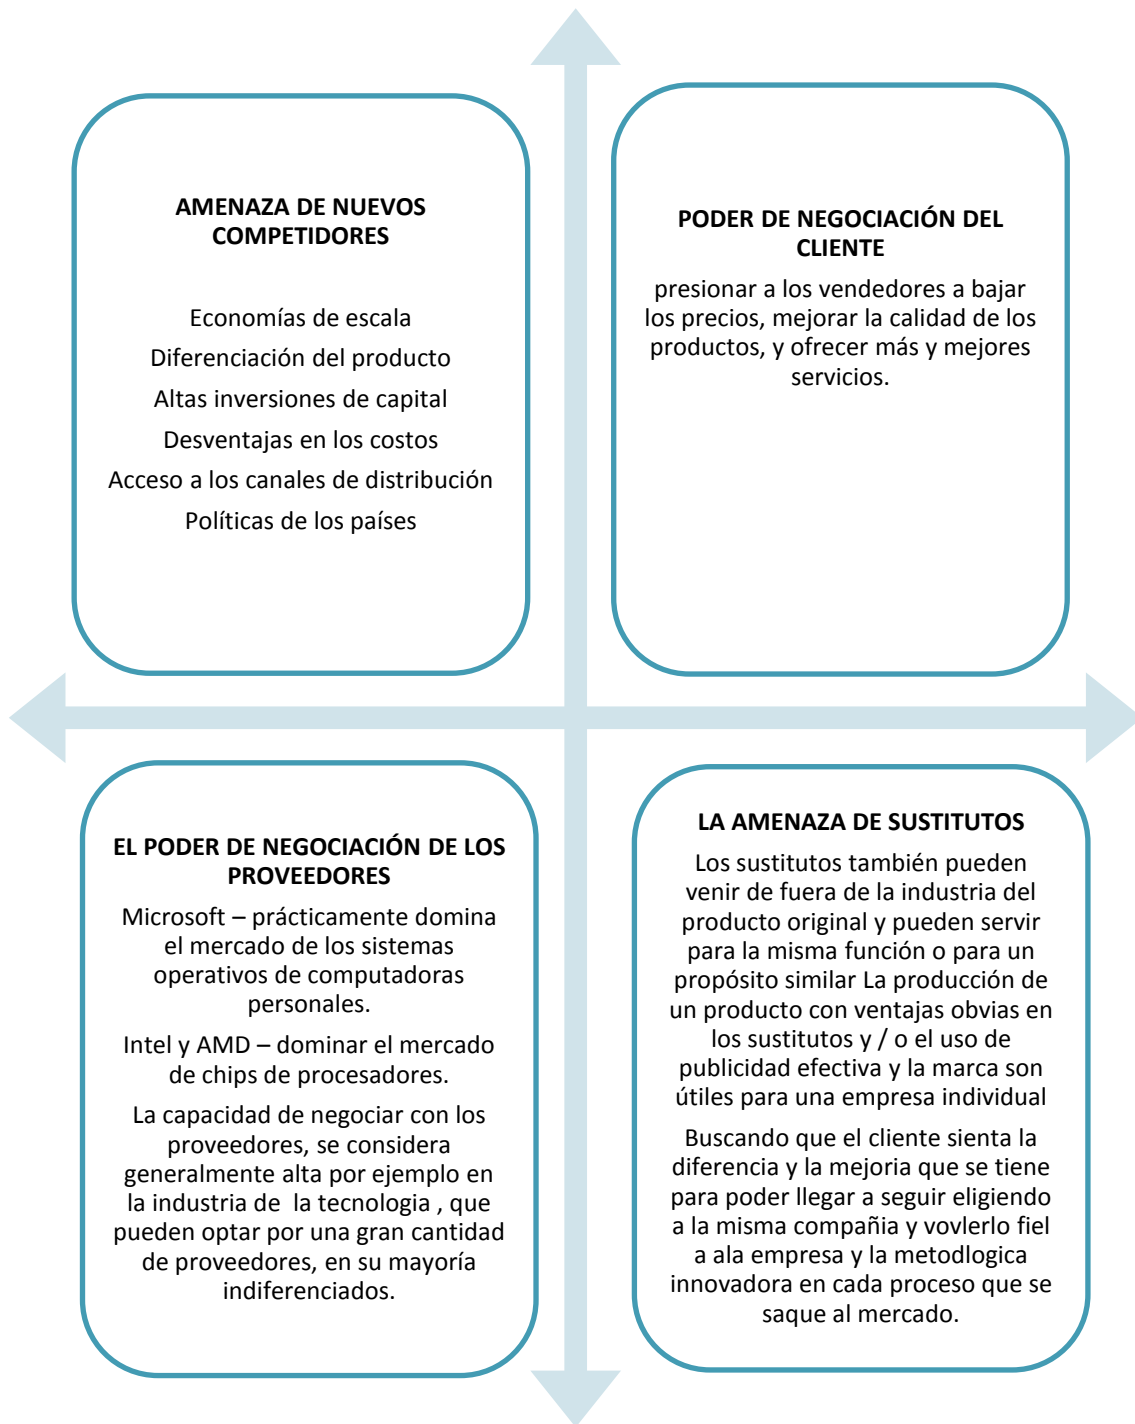 AMENAZA DE NUEVOS
COMPETIDORES
Economías de escala
Diferenciación del producto
Altas inversiones de capital
Desventajas en los costos
Acceso a los canales de distribución
Políticas de los países
PODER DE NEGOCIACIÓN DEL
CLIENTE
presionar a los vendedores a bajar
los precios, mejorar la calidad de los
productos, y ofrecer más y mejores
servicios.
EL PODER DE NEGOCIACIÓN DE LOS
PROVEEDORES
Microsoft – prácticamente domina
el mercado de los sistemas
operativos de computadoras
personales.
Intel y AMD – dominar el mercado
de chips de procesadores.
La capacidad de negociar con los
proveedores, se considera
generalmente alta por ejemplo en
la industria de  la tecnologia , que
pueden optar por una gran cantidad
de proveedores, en su mayoría
indiferenciados.
LA AMENAZA DE SUSTITUTOS
Los sustitutos también pueden
venir de fuera de la industria del
producto original y pueden servir
para la misma función o para un
propósito similar La producción de
un producto con ventajas obvias en
los sustitutos y / o el uso de
publicidad efectiva y la marca son
útiles para una empresa individual
Buscando que el cliente sienta la
diferencia y la mejoria que se tiene
para poder llegar a seguir eligiendo
a la misma compañia y vovlerlo fiel
a ala empresa y la metodlogica
innovadora en cada proceso que se
saque al mercado.